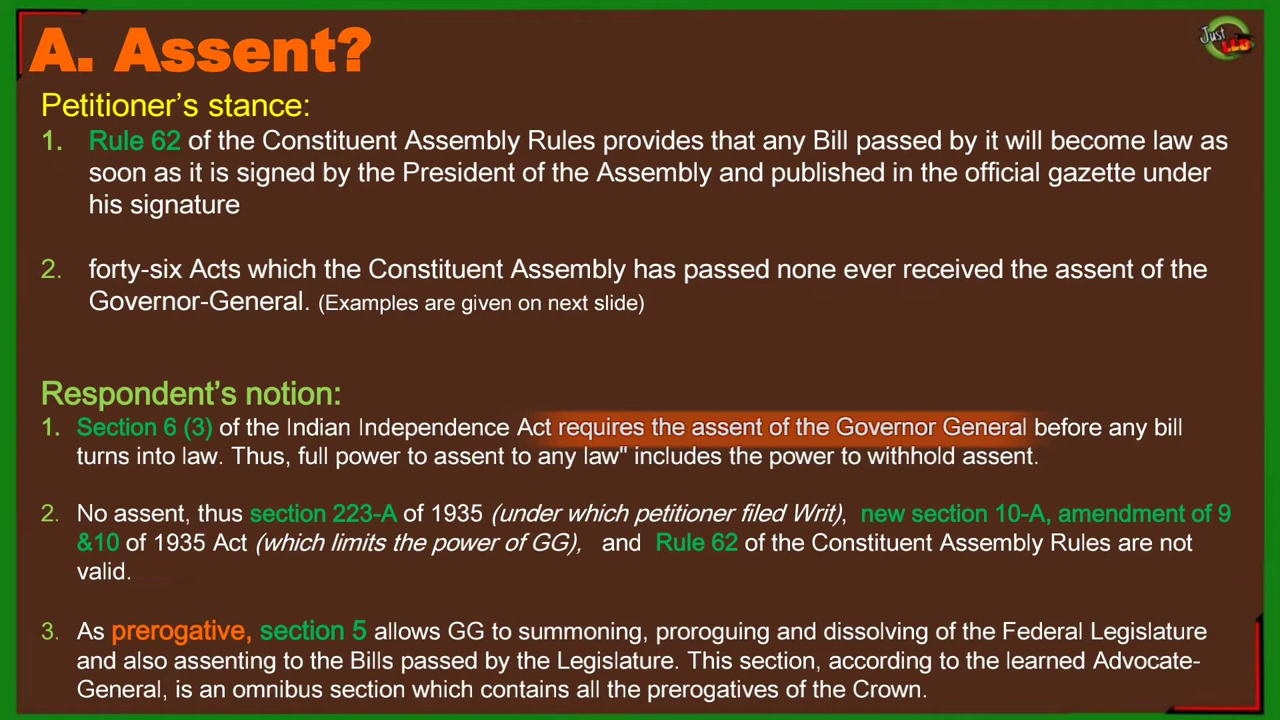 A. Assent?
Just
LLB
Petitioner's stance:
1. Rule 62 of the Constituent Assembly Rules provides that any Bill passed by it will become law as
soon as it is signed by the President of the Assembly and published in the official gazette under
his signature
2. forty-six Acts which the Constituent Assembly has passed none ever received the assent of the
Governor-General. (Examples are given on next slide)
Respondent's notion:
1. Section 6 (3) of the Indian Independence Act requires the assent of the Governor General before any bill
turns into law. Thus, full power to assent to any law" includes the power to withhold assent.
2. No assent, thus section 223-A of 1935 (under which petitioner filed Writ), new section 10-A, amendment of 9
&10 of 1935 Act (which limits the power of GG), and Rule 62 of the Constituent Assembly Rules are not
valid.
3. As prerogative, section 5 allows GG to summoning, proroguing and dissolving of the Federal Legislature
and also assenting to the Bills passed by the Legislature. This section, according to the learned Advocate-
General, is an omnibus section which contains all the prerogatives of the Crown.